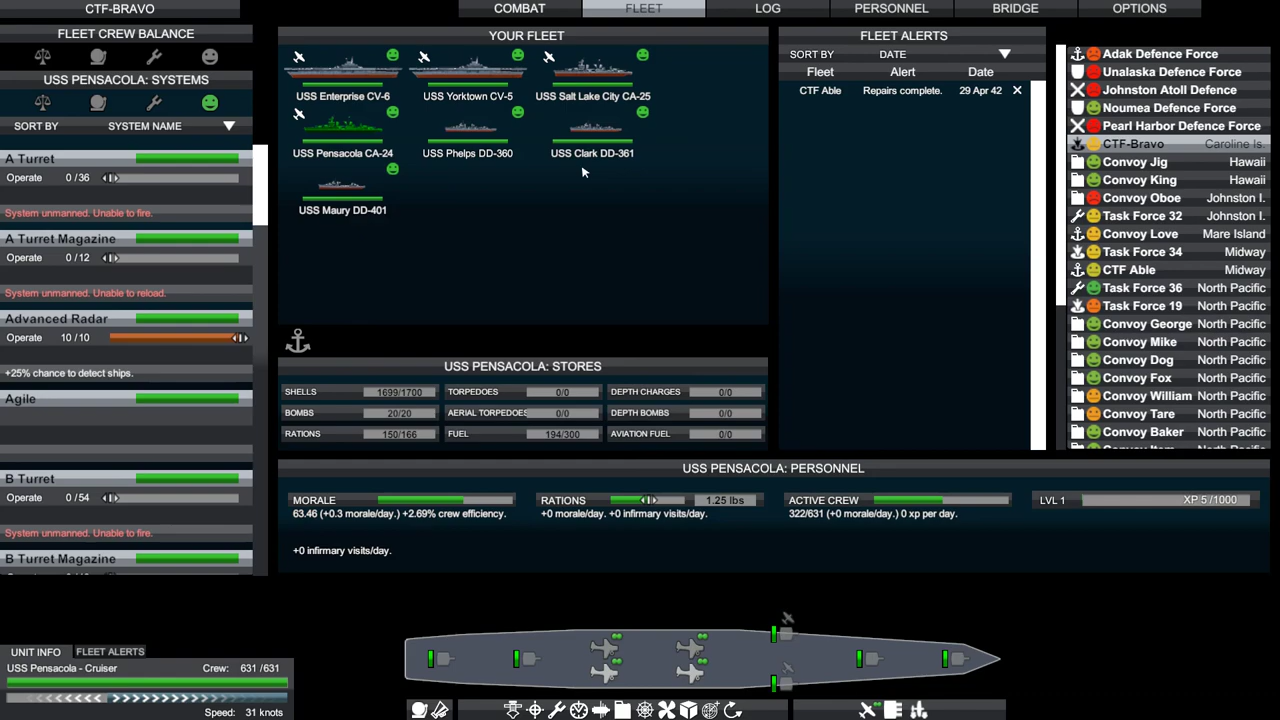 CTF-BRAVO
COMBAT
FLEET
LOG
PERSONNEL
BRIDGE
OPTIONS
FLEET CREW BALANCE
USS PENSACOLA: SYSTEMS
SORT BY SYSTEM NAME
A Turret
Operate 0/36
System unmanned. Unable to fire.
A Turret Magazine
Operate 0/12
System unmanned. Unable to reload.
Advanced Radar
Operate 10/10
+25% chance to detect ships.
Agile
B Turret
Operate 0/54
System unmanned. Unable to fire.
B Turret Magazine
YOUR FLEET
USS Enterprise CV-6
USS Yorktown CV-5
USS Salt Lake City CA-25
USS Pensacola CA-24
USS Phelps DD-360
USS Clark DD-361
USS Maury DD-401
USS PENSACOLA: STORES
SHELLS 1699/1700 TORPEDOES 0/0 DEPTH CHARGES 0/0
BOMBS 20/20 AERIAL TORPEDOES 0/0 DEPTH BOMBS 0/0
RATIONS 150/166 FUEL 194/300 AVIATION FUEL 0/0
FLEET ALERTS
SORT BY DATE
Fleet Alert Date
CTF Able Repairs complete. 29 Apr 42
Adak Defence Force
Unalaska Defence Force
Johnston Atoll Defence
Noumea Defence Force
Pearl Harbor Defence Force
CTF-Bravo Caroline Is.
Convoy Jig Hawaii
Convoy King Hawaii
Convoy Oboe Johnston I.
Task Force 32 Johnston I.
Convoy Love Mare Island
Task Force 34 Midway
CTF Able Midway
Task Force 36 North Pacific
Task Force 19 North Pacific
Convoy George North Pacific
Convoy Mike North Pacific
Convoy Dog North Pacific
Convoy Fox North Pacific
Convoy William North Pacific
Convoy Tare North Pacific
Convoy Baker North Pacific
USS PENSACOLA: PERSONNEL
MORALE
63.46 (+0.3 morale/day.) +2.69% crew efficiency.
+0 infirmary visits/day.
RATIONS 1.25 lbs
+0 morale/day. +0 infirmary visits/day.
ACTIVE CREW
322/631 (+0 morale/day.) 0 xp per day.
LVL 1 XP 5/1000
UNIT INFO FLEET ALERTS
USS Pensacola - Cruiser Crew: 631 /631
Speed: 31 knots